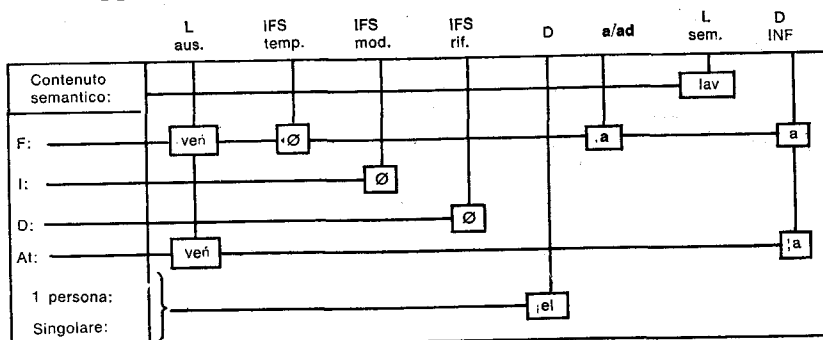 L IFS IFS IFS D a/ad L D
aus. temp. mod. rif. sem. INF
Contenuto semantico: lav
F: veń ˖Ø ˌa a
I: Ø
D: Ø
At: veń ¦a
1 persona: ¡el
Singolare: